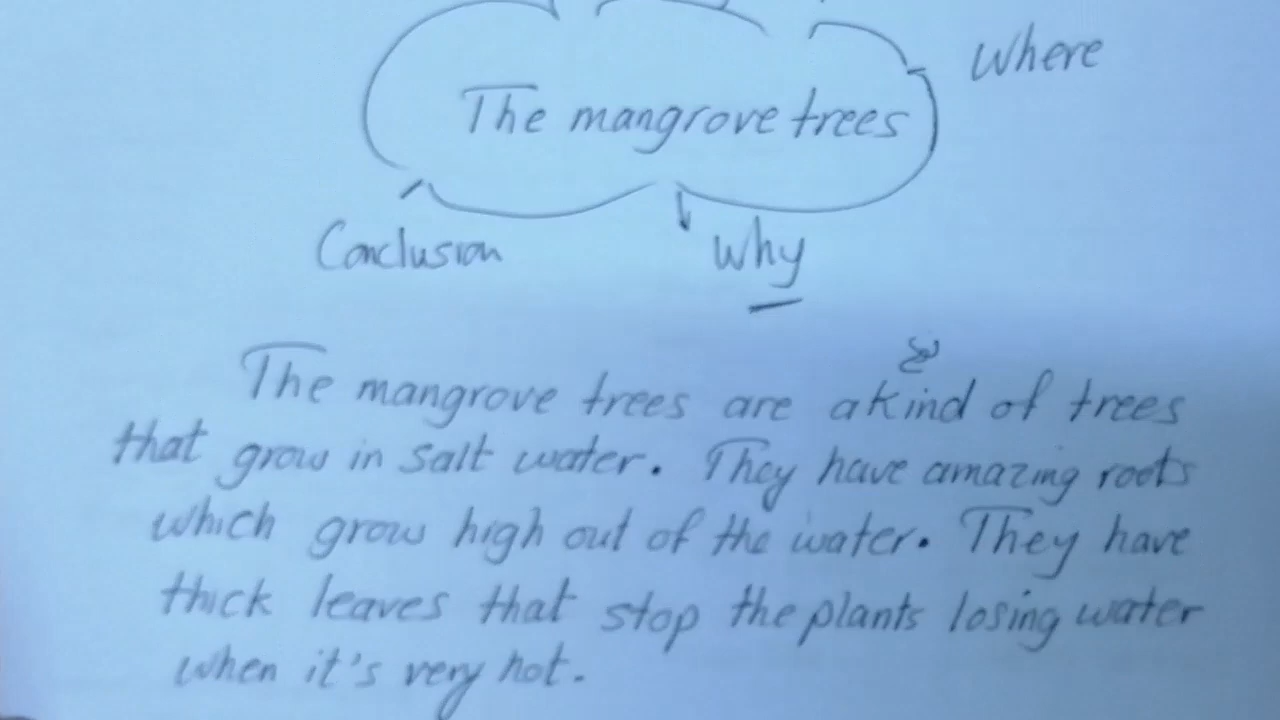 Where
The mangrove trees
Conclusion
Why
The mangrove trees are a kind of trees
that grow in salt water. They have amazing roots
which grow high out of the water. They have
thick leaves that stop the plants losing water
when it's very hot.